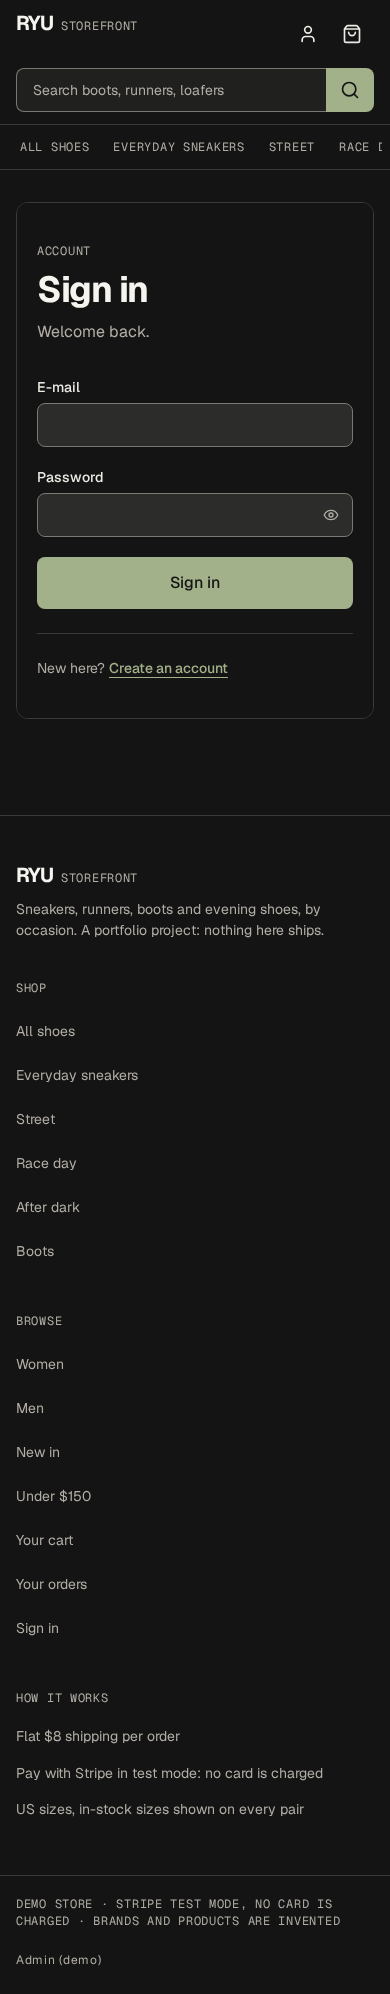 RYU STOREFRONT
Search boots, runners, loafers
ALL SHOES EVERYDAY SNEAKERS STREET RACE
ACCOUNT
Sign in
Welcome back.
E-mail
Password
Sign in
New here? Create an account
RYU STOREFRONT
Sneakers, runners, boots and evening shoes, by
occasion. A portfolio project: nothing here ships.
SHOP
All shoes
Everyday sneakers
Street
Race day
After dark
Boots
BROWSE
Women
Men
New in
Under $150
Your cart
Your orders
Sign in
HOW IT WORKS
Flat $8 shipping per order
Pay with Stripe in test mode: no card is charged
US sizes, in-stock sizes shown on every pair
DEMO STORE · STRIPE TEST MODE, NO CARD IS
CHARGED · BRANDS AND PRODUCTS ARE INVENTED
Admin (demo)